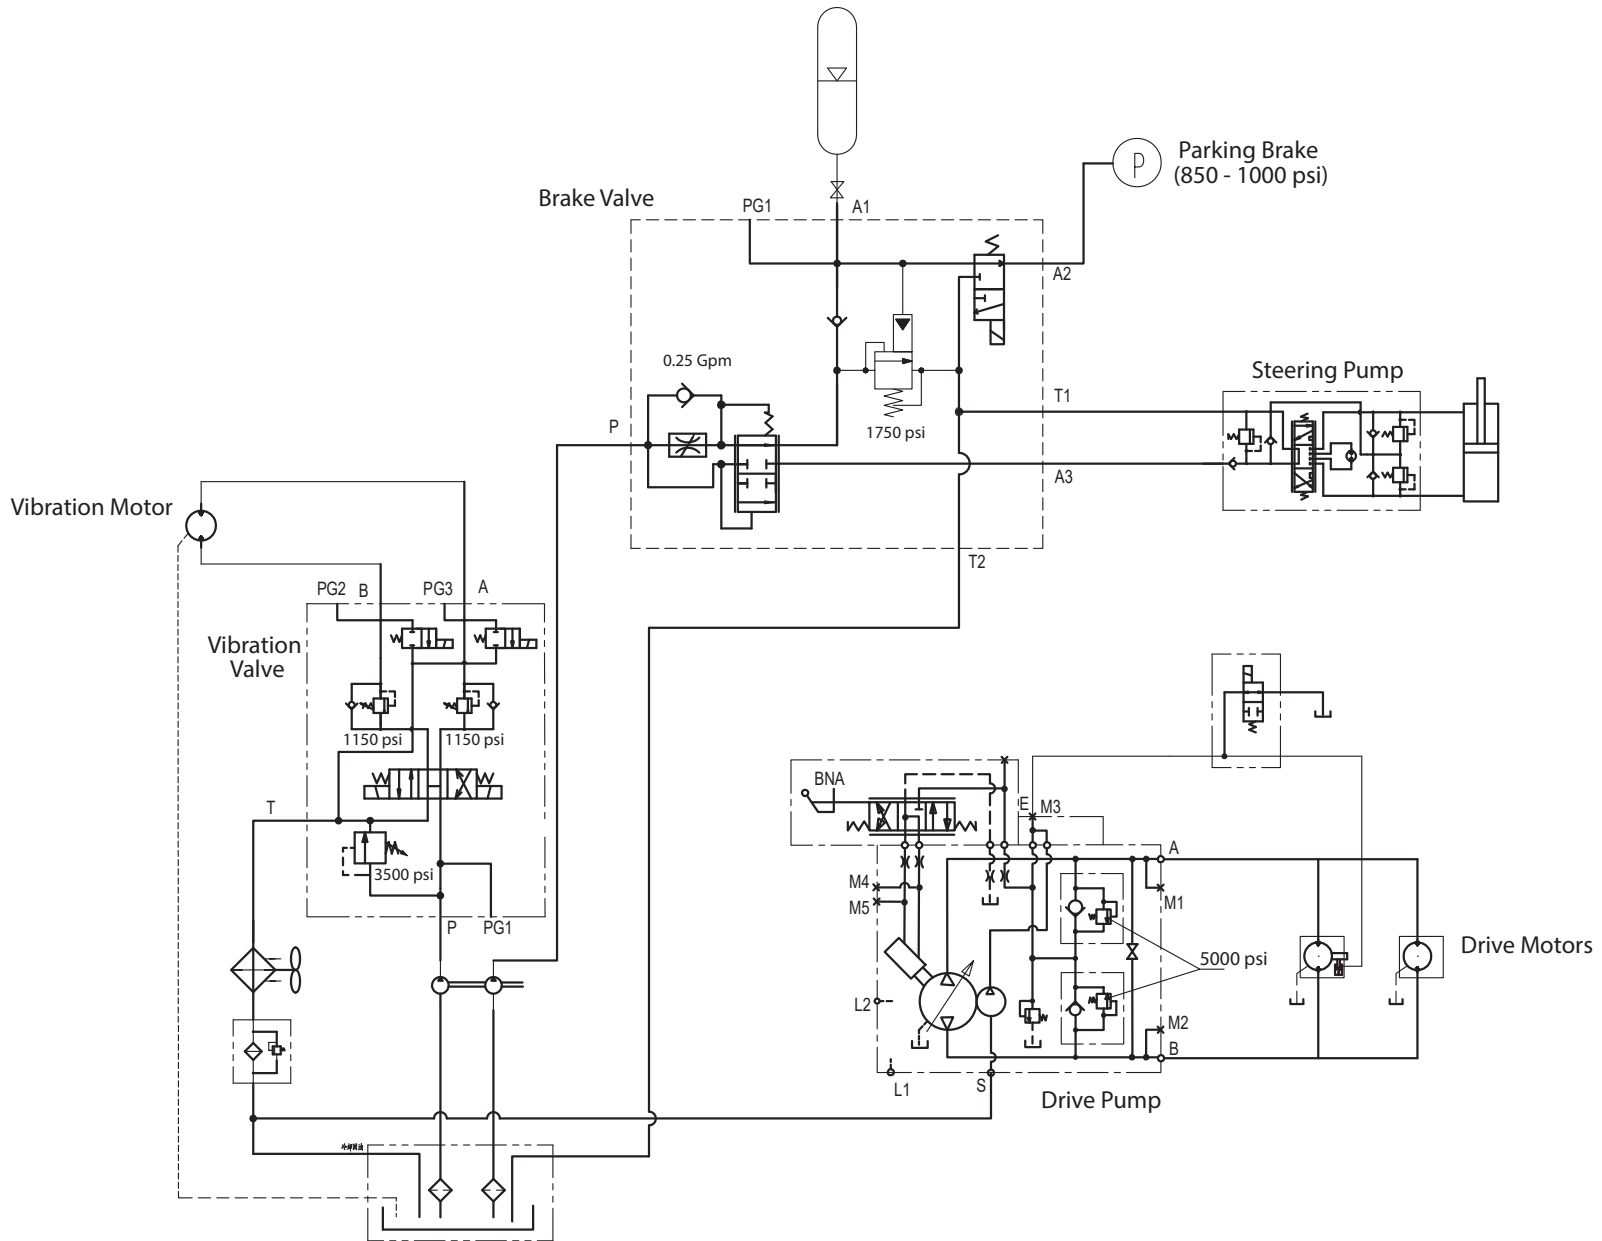 P
Parking Brake
(850 - 1000 psi)
Brake Valve
PG1
A1
A2
0.25 Gpm
1750 psi
P
T1
A3
T2
Steering Pump
Vibration Motor
PG2
B
PG3
A
Vibration
Valve
1150 psi
1150 psi
T
3500 psi
P
PG1
BNA
E
M3
M4
M5
A
M1
5000 psi
L2
M2
B
L1
S
Drive Pump
Drive Motors